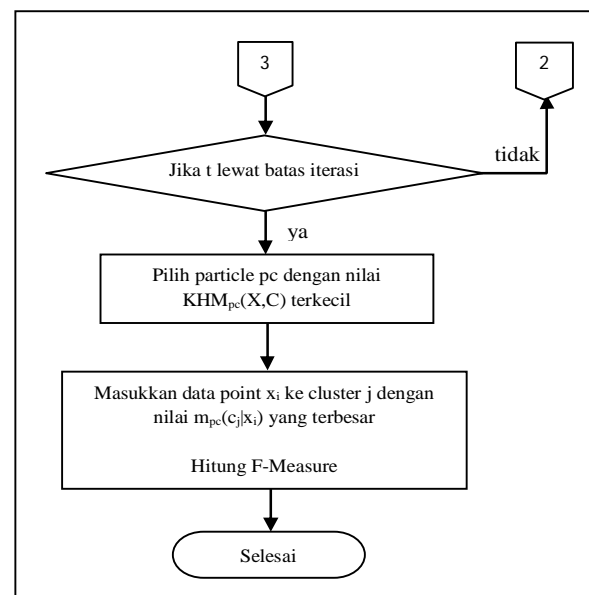 3
2
Jika t lewat batas iterasi
tidak
ya
Pilih particle pc dengan nilai
KHMpc(X,C) terkecil
Masukkan data point xi ke cluster j dengan
nilai mpc(cj|xi) yang terbesar
Hitung F-Measure
Selesai